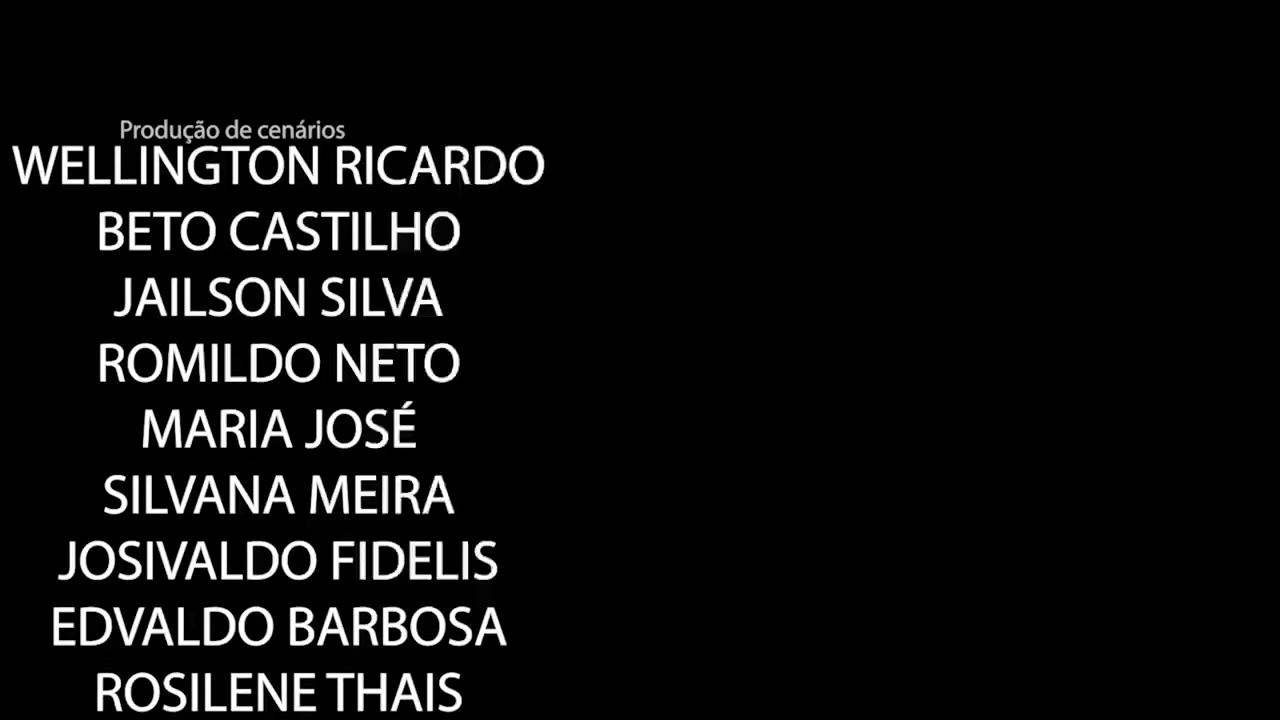 Produção de cenários
WELLINGTON RICARDO
BETO CASTILHO
JAILSON SILVA
ROMILDO NETO
MARIA JOSÉ
SILVANA MEIRA
JOSIVALDO FIDELIS
EDVALDO BARBOSA
ROSILENE THAIS